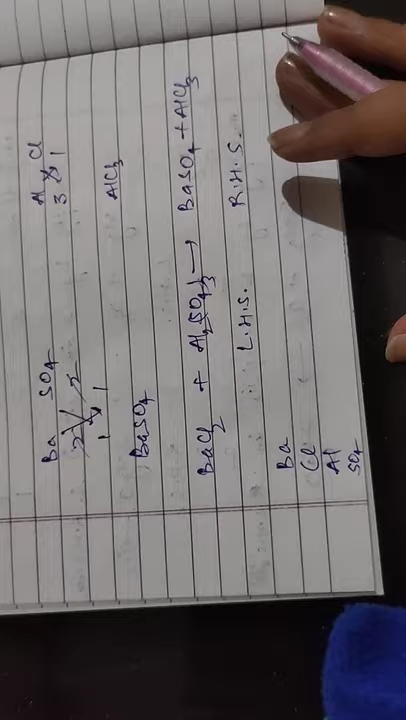 Ba SO4 Al Cl
2 2 3 1
1 1 AlCl3
BaSO4
BaCl2 + Al2(SO4)3 → BaSO4 + AlCl3
L.H.S. R.H.S.
Ba
Cl
Al
SO4